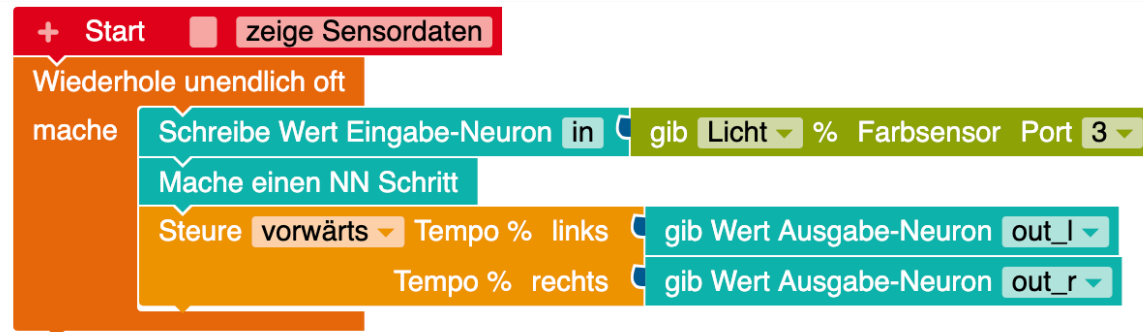 + Start zeige Sensordaten
Wiederhole unendlich oft
mache Schreibe Wert Eingabe-Neuron in gib Licht % Farbsensor Port 3
Mache einen NN Schritt
Steure vorwärts Tempo % links gib Wert Ausgabe-Neuron out_l
Tempo % rechts gib Wert Ausgabe-Neuron out_r